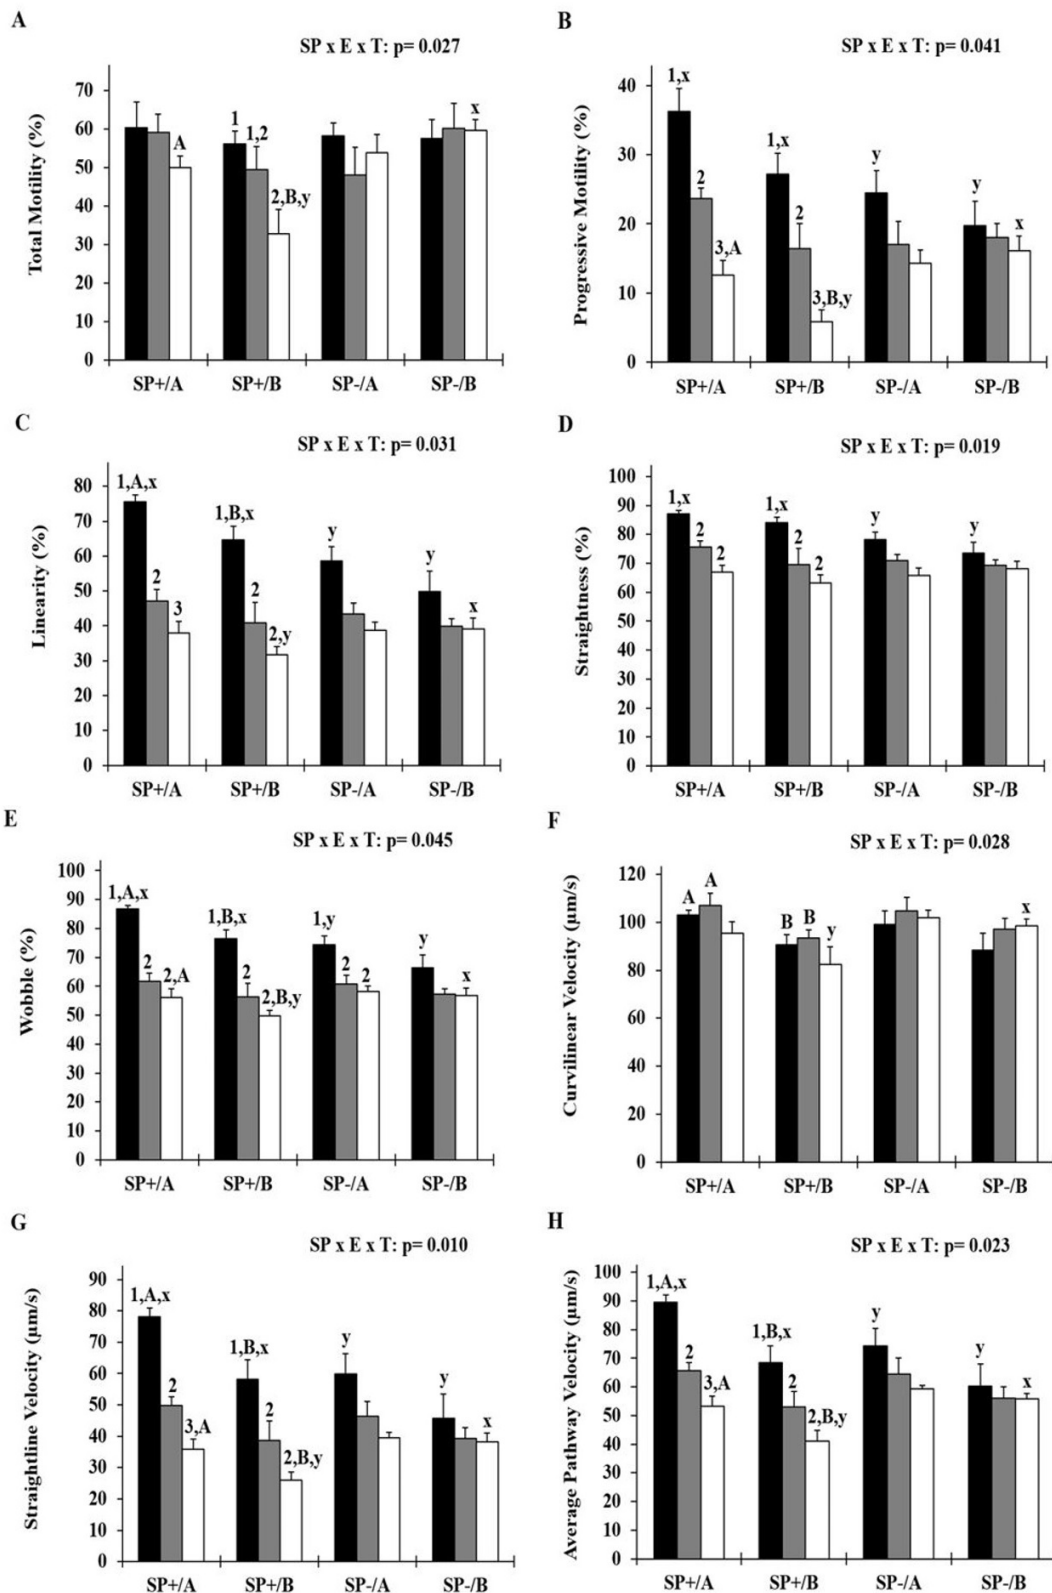 A
SP x E x T: p= 0.027
Total Motility (%)
70
60
50
40
30
20
10
0
A
1
1,2
2,B,y
x
SP+/A SP+/B SP-/A SP-/B
B
SP x E x T: p= 0.041
Progressive Motility (%)
40
30
20
10
0
1,x
2
3,A
1,x
2
3,B,y
y
y
x
SP+/A SP+/B SP-/A SP-/B
C
SP x E x T: p= 0.031
Linearity (%)
80
70
60
50
40
30
20
10
0
1,A,x
2
3
1,B,x
2
2,y
y
y
x
SP+/A SP+/B SP-/A SP-/B
D
SP x E x T: p= 0.019
Straightness (%)
100
90
80
70
60
50
40
30
20
10
0
1,x
2
2
1,x
2
2
y
y
SP+/A SP+/B SP-/A SP-/B
E
SP x E x T: p= 0.045
Wobble (%)
100
90
80
70
60
50
40
30
20
10
0
1,A,x
2
2,A
1,B,x
2
2,B,y
1,y
2
2
y
x
SP+/A SP+/B SP-/A SP-/B
F
SP x E x T: p= 0.028
Curvilinear Velocity (µm/s)
120
100
80
60
40
20
0
A
A
B
B
y
x
SP+/A SP+/B SP-/A SP-/B
G
SP x E x T: p= 0.010
Straightline Velocity (µm/s)
90
80
70
60
50
40
30
20
10
0
1,A,x
2
3,A
1,B,x
2
2,B,y
y
y
x
SP+/A SP+/B SP-/A SP-/B
H
SP x E x T: p= 0.023
Average Pathway Velocity (µm/s)
100
90
80
70
60
50
40
30
20
10
0
1,A,x
2
3,A
1,B,x
2
2,B,y
y
y
x
SP+/A SP+/B SP-/A SP-/B